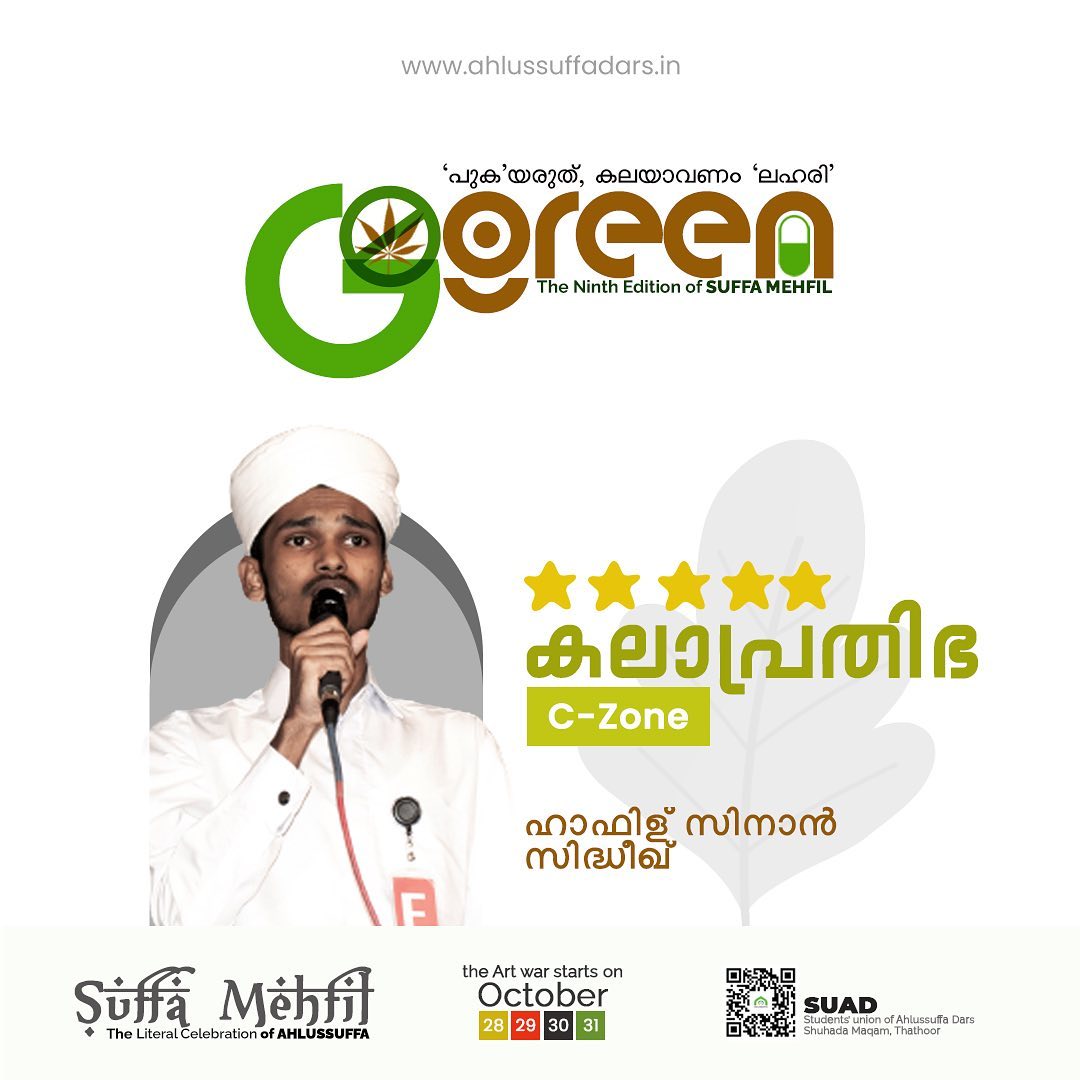 www.ahlussuffadars.in
‘പുക’യരുത്, കലയാവണം ‘ലഹരി’
Go green
The Ninth Edition of SUFFA MEHFIL
കലാപ്രതിഭ
C-Zone
ഹാഫിള് സിനാൻ
സിദ്ധീഖ്
E
Suffa Mehfil
The Literal Celebration of AHLUSSUFFA
the Art war starts on
October
28 29 30 31
SUAD
Students' union of Ahlussuffa Dars
Shuhada Maqam, Thathoor